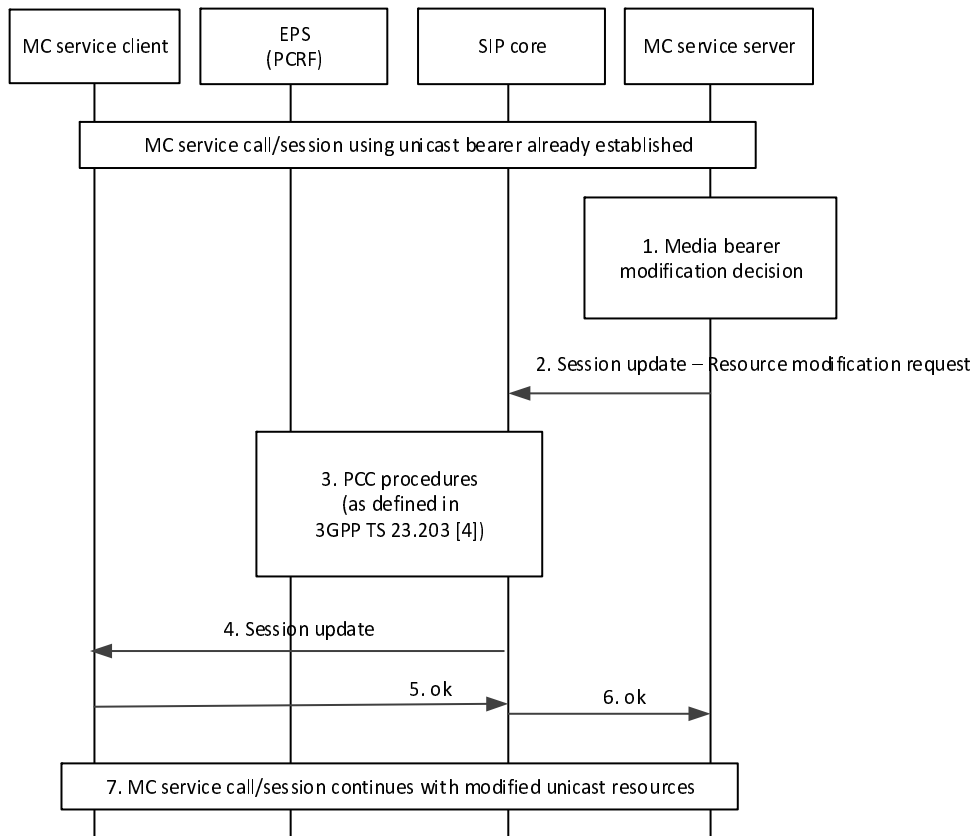 MC service client
EPS
(PCRF)
SIP core
MC service server
MC service call/session using unicast bearer already established
1. Media bearer
modification decision
2. Session update – Resource modification request
3. PCC procedures
(as defined in
3GPP TS 23.203 [4])
4. Session update
5. ok
6. ok
7. MC service call/session continues with modified unicast resources